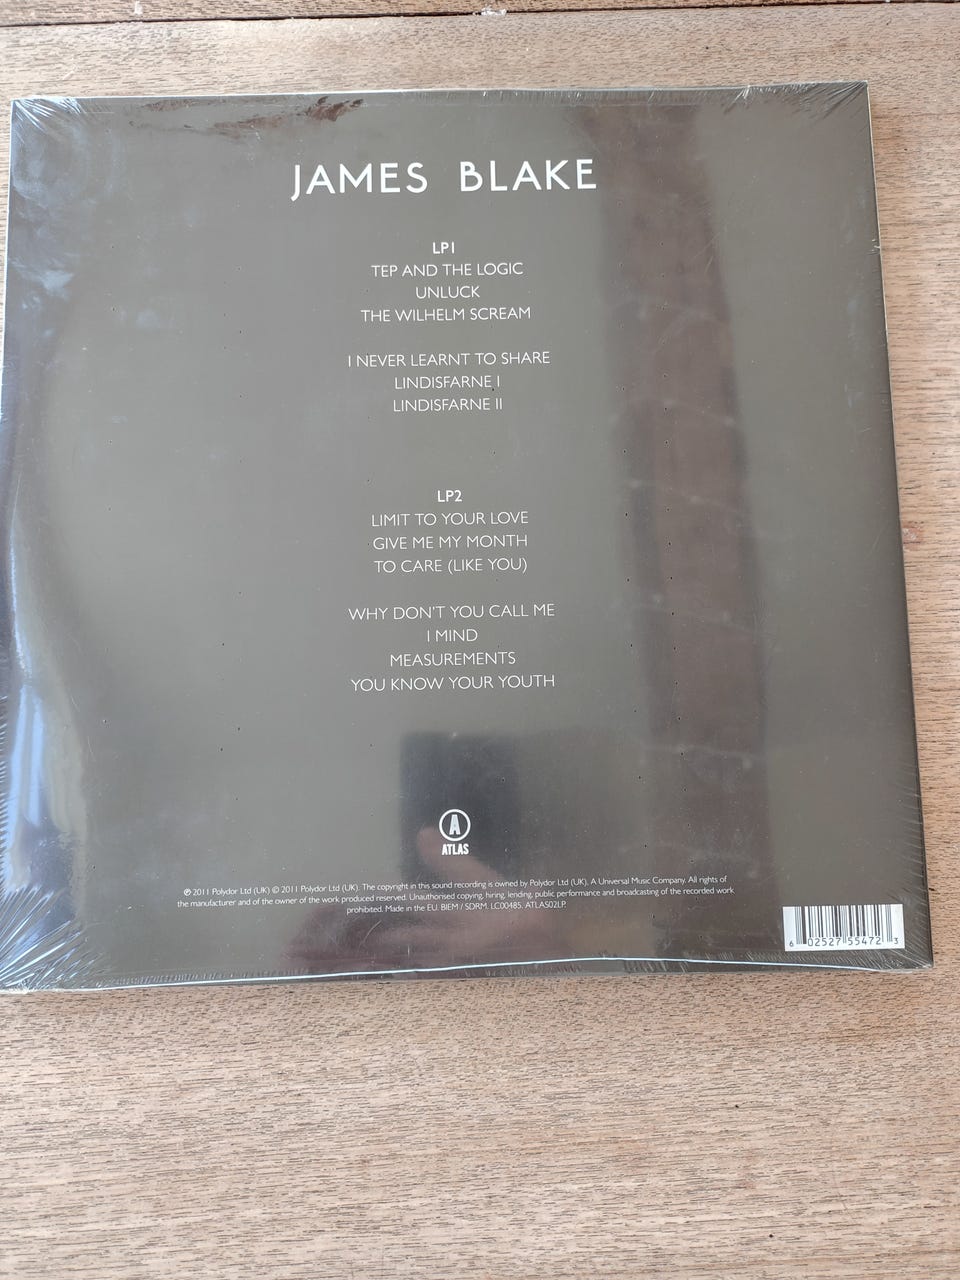 JAMES BLAKE
LP1
TEP AND THE LOGIC
UNLUCK
THE WILHELM SCREAM
I NEVER LEARNT TO SHARE
LINDISFARNE I
LINDISFARNE II
LP2
LIMIT TO YOUR LOVE
GIVE ME MY MONTH
TO CARE (LIKE YOU)
WHY DON'T YOU CALL ME
I MIND
MEASUREMENTS
YOU KNOW YOUR YOUTH
A
ATLAS
℗ 2011 Polydor Ltd (UK) © 2011 Polydor Ltd (UK). The copyright in this sound recording is owned by Polydor Ltd (UK). A Universal Music Company. All rights of
the manufacturer and of the owner of the work produced reserved. Unauthorised copying, hiring, lending, public performance and broadcasting of the recorded work
prohibited. Made in the EU. BIEM / SDRM. LC00485. ATLAS02LP.
6 02527 55472 3